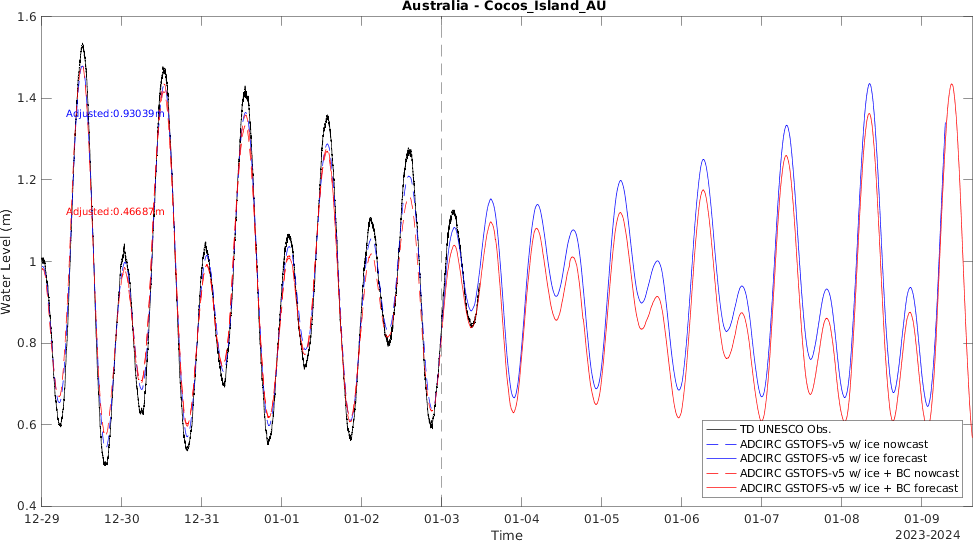 Australia - Cocos_Island_AU
Water Level (m)
1.6
1.4
1.2
1
0.8
0.6
0.4
Adjusted:0.93039m
Adjusted:0.46687m
TD UNESCO Obs.
ADCIRC GSTOFS-v5 w/ ice nowcast
ADCIRC GSTOFS-v5 w/ ice forecast
ADCIRC GSTOFS-v5 w/ ice + BC nowcast
ADCIRC GSTOFS-v5 w/ ice + BC forecast
12-29 12-30 12-31 01-01 01-02 01-03 01-04 01-05 01-06 01-07 01-08 01-09
Time
2023-2024